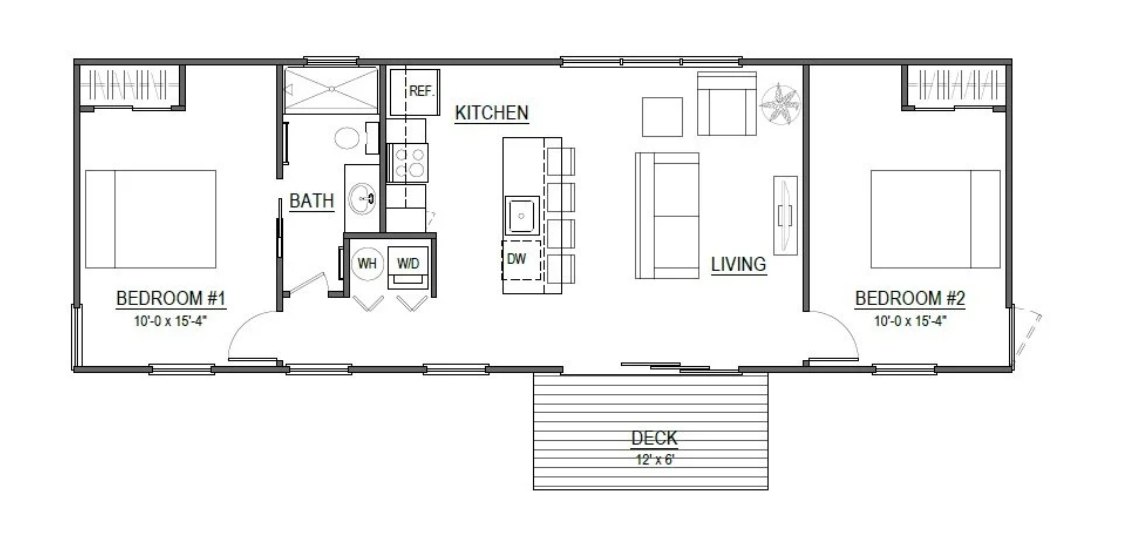 REF.
KITCHEN
BATH
WH
W/D
DW
LIVING
BEDROOM #1
10'-0 x 15'-4"
BEDROOM #2
10'-0 x 15'-4"
DECK
12' x 6'